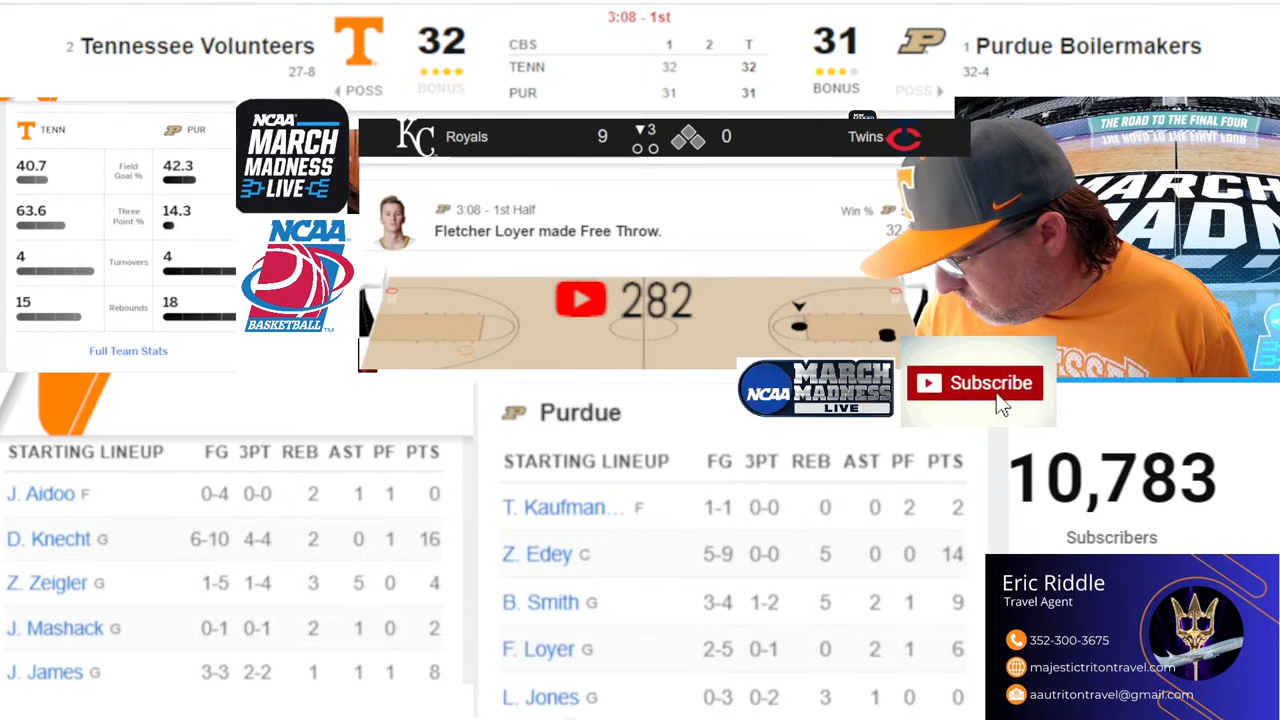 3:08 - 1st
2 Tennessee Volunteers
27-8
T
32
BONUS
POSS
CBS 1 2 T
TENN 32 32
PUR 31 31
31
BONUS
POSS
P
1 Purdue Boilermakers
32-4
T TENN
P PUR
40.7 Field Goal % 42.3
63.6 Three Point % 14.3
4 Turnovers 4
15 Rebounds 18
Full Team Stats
NCAA
MARCH
MADNESS
LIVE
NCAA
BASKETBALL
TM
KC Royals 9 ▼3 0 Twins C
P 3:08 - 1st Half
Fletcher Loyer made Free Throw.
Win % P
32-
282
THE ROAD TO THE FINAL FOUR
MARCH
MADN
NCAA MARCH
MADNESS
LIVE
Subscribe
10,783
Subscribers
STARTING LINEUP FG 3PT REB AST PF PTS
J. Aidoo F 0-4 0-0 2 1 1 0
D. Knecht G 6-10 4-4 2 0 1 16
Z. Zeigler G 1-5 1-4 3 5 0 4
J. Mashack G 0-1 0-1 2 1 0 2
J. James G 3-3 2-2 1 1 1 8
P Purdue
STARTING LINEUP FG 3PT REB AST PF PTS
T. Kaufman... F 1-1 0-0 0 0 2 2
Z. Edey C 5-9 0-0 5 0 0 14
B. Smith G 3-4 1-2 5 2 1 9
F. Loyer G 2-5 0-1 0 2 1 6
L. Jones G 0-3 0-2 3 1 0 0
Eric Riddle
Travel Agent
352-300-3675
majestictritontravel.com
aautritontravel@gmail.com